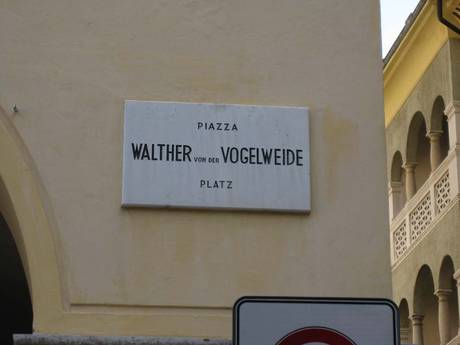 PIAZZA
WALTHER VON DER VOGELWEIDE
PLATZ